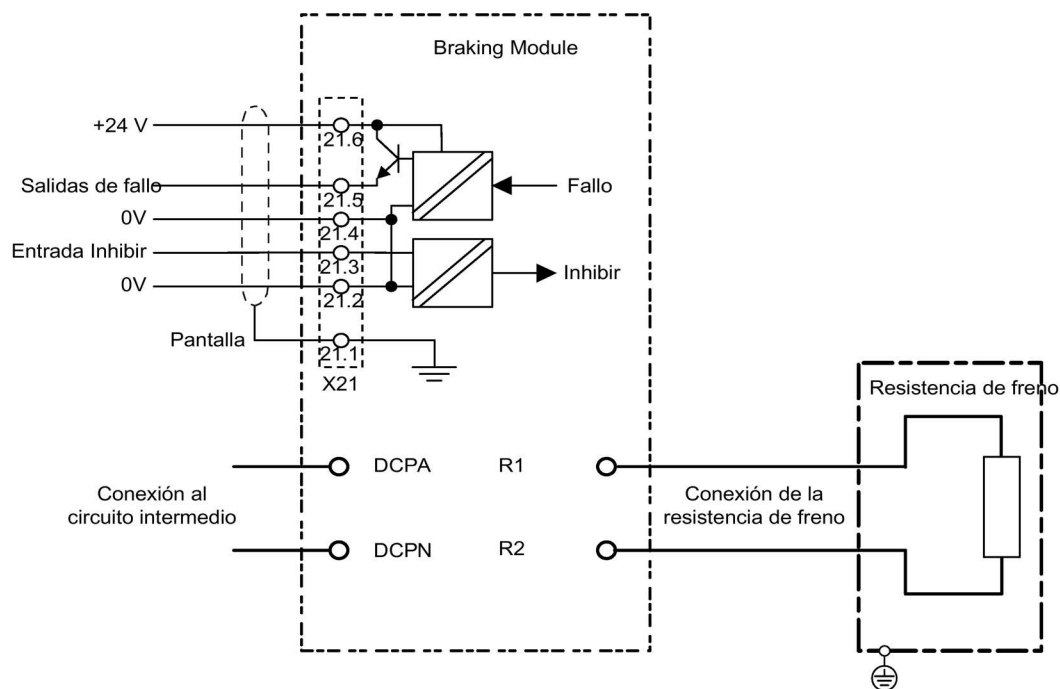 Braking Module
+24 V
21.6
Salidas de fallo
21.5
Fallo
0V
21.4
Entrada Inhibir
21.3
Inhibir
0V
21.2
Pantalla
21.1
X21
Resistencia de freno
DCPA
R1
Conexión al
circuito intermedio
Conexión de la
resistencia de freno
DCPN
R2